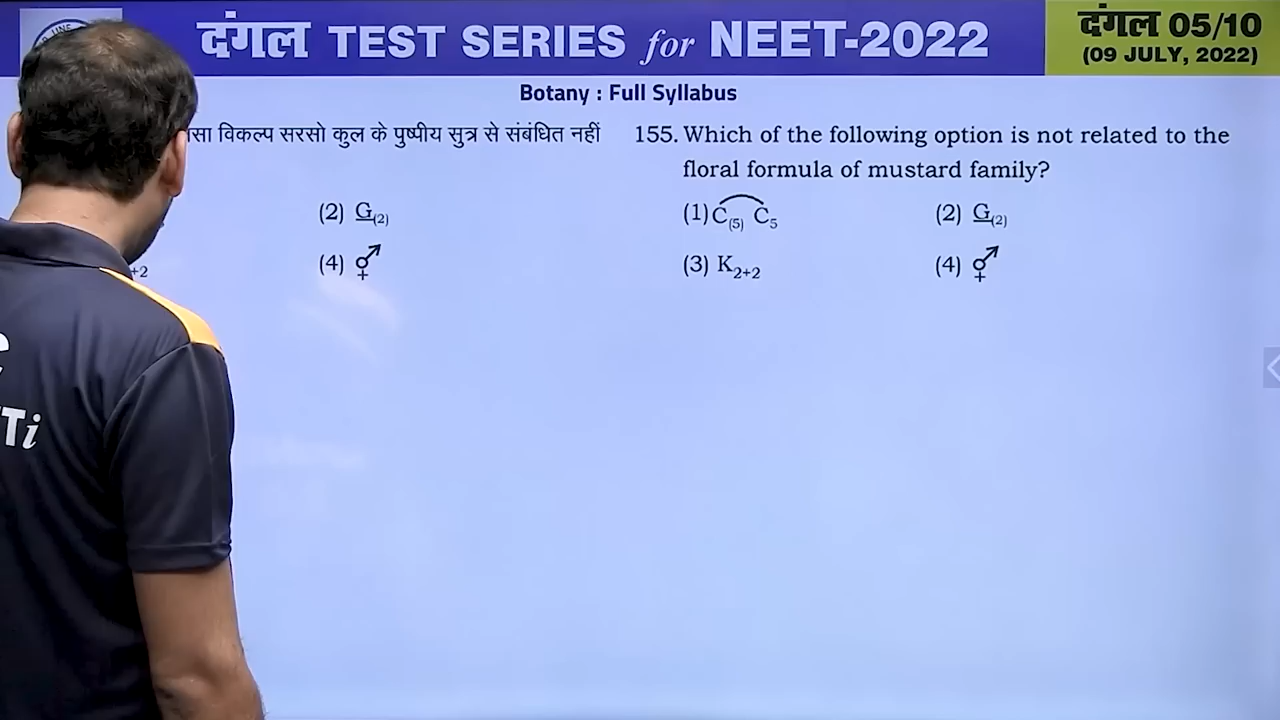 दंगल TEST SERIES for NEET-2022
दंगल 05/10
(09 JULY, 2022)
Botany : Full Syllabus
विकल्प सरसो कुल के पुष्पीय सुत्र से संबंधित नहीं
(2) G(2)
+2
(4) ⚥
155. Which of the following option is not related to the
floral formula of mustard family?
(1) C(5) C5
(2) G(2)
(3) K2+2
(4) ⚥
Ti